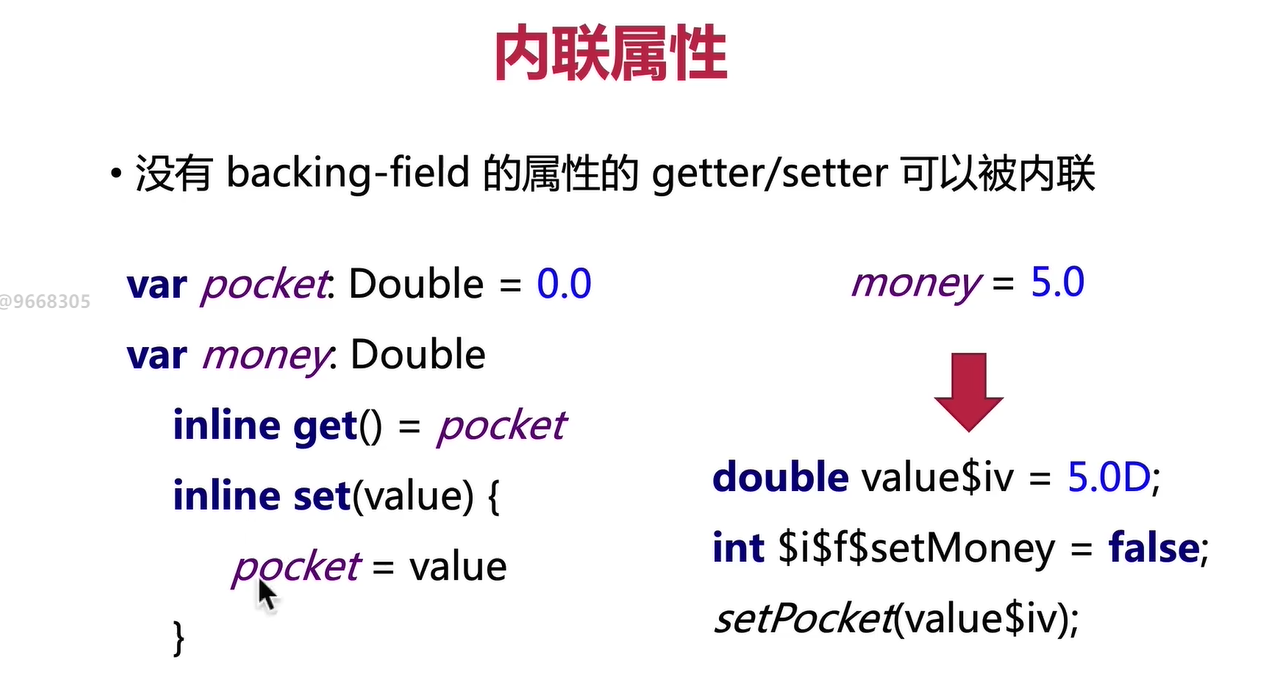 内联属性
• 没有 backing-field 的属性的 getter/setter 可以被内联
@9668305
var pocket: Double = 0.0
var money: Double
inline get() = pocket
inline set(value) {
pocket = value
}
money = 5.0
double value$iv = 5.0D;
int $i$f$setMoney = false;
setPocket(value$iv);